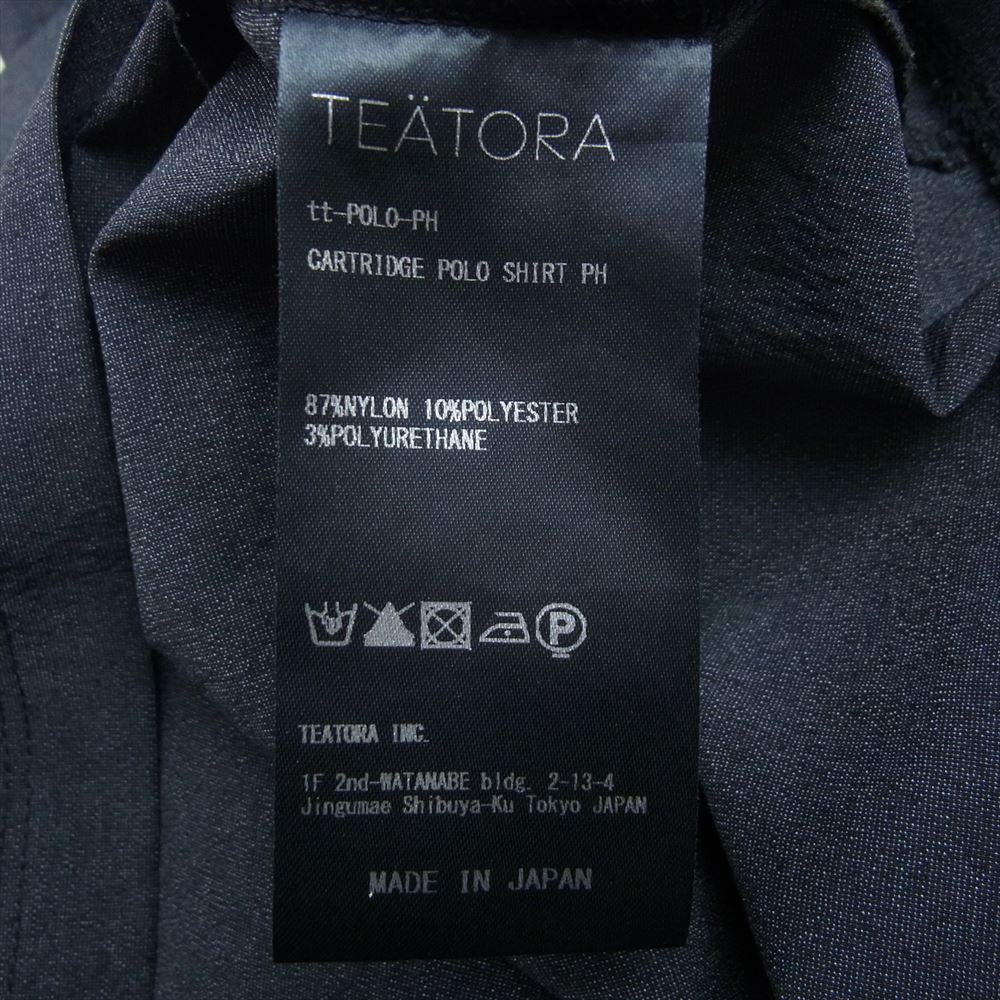 TEÄTORA
tt-POLO-PH
CARTRIDGE POLO SHIRT PH
87%NYLON 10%POLYESTER
3%POLYURETHANE
P
TEATORA INC.
1F 2nd-WATANABE bldg. 2-13-4
Jingumae Shibuya-Ku Tokyo JAPAN
MADE IN JAPAN